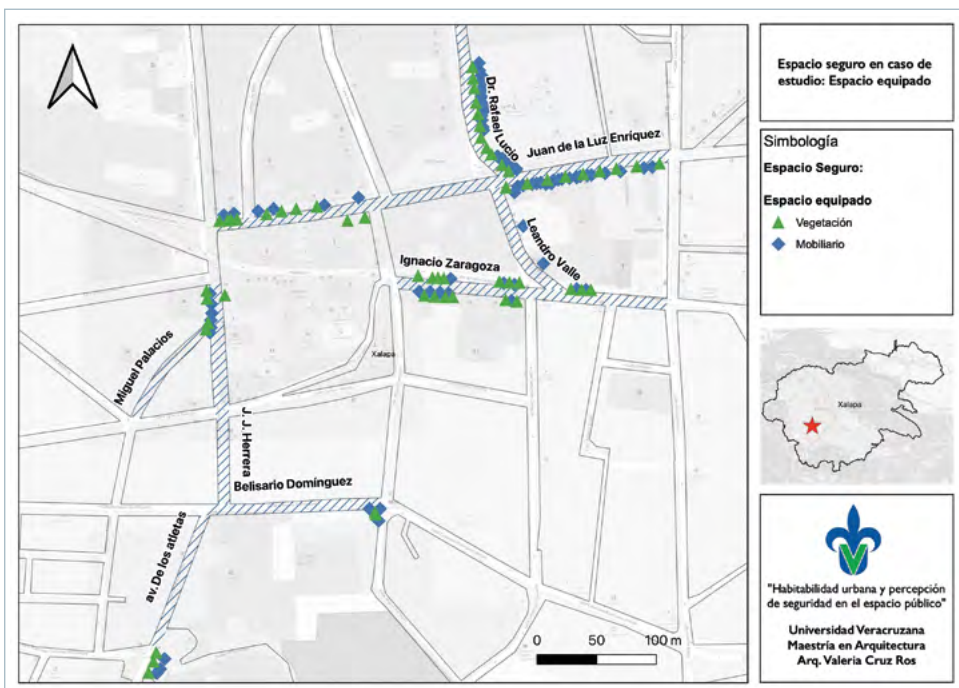 Dr. Rafael Lucio
Juan de la Luz Enríquez
Leandro Valle
Ignacio Zaragoza
Miguel Palacios
Xalapa
J. J. Herrera
Belisario Domínguez
av. De los atletas
0 50 100 m
Espacio seguro en caso de
estudio: Espacio equipado
Simbología
Espacio Seguro:
Espacio equipado
Vegetación
Mobiliario
Xalapa
"Habitabilidad urbana y percepción
de seguridad en el espacio público"
Universidad Veracruzana
Maestría en Arquitectura
Arq. Valeria Cruz Ros